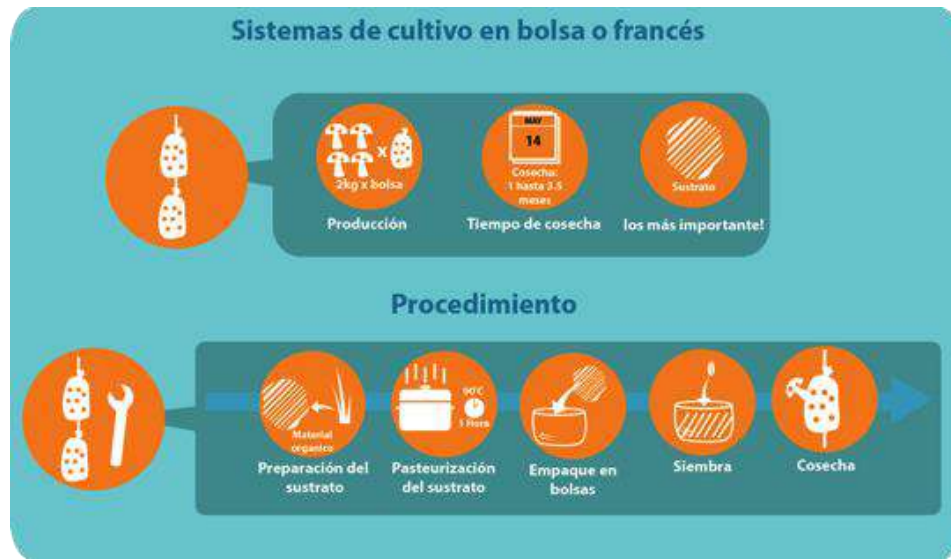 Sistemas de cultivo en bolsa o francés
x
2kg x bolsa
Producción
MAY
14
Cosecha:
1 hasta 3.5
meses
Tiempo de cosecha
Sustrato
los más importante!
Procedimiento
Material
organico
Preparación del
sustrato
90°C
1 Hora
Pasteurización
del sustrato
Empaque en
bolsas
Siembra
Cosecha